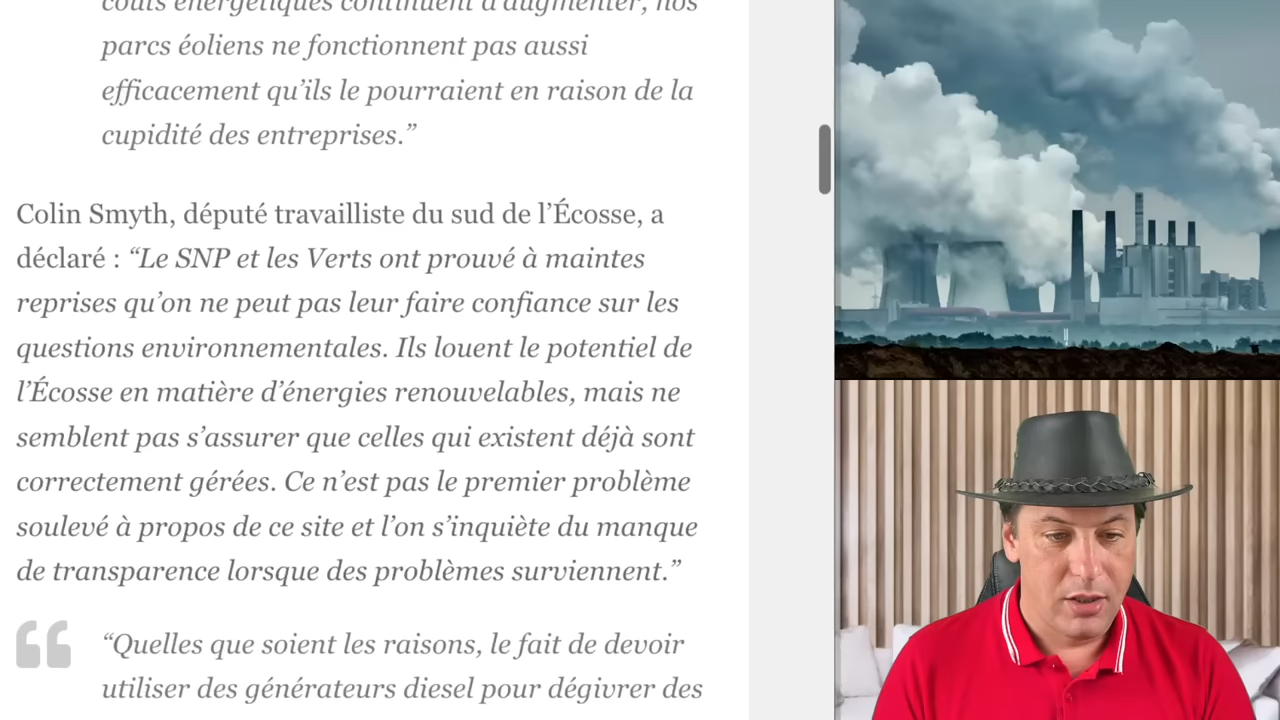 coûts énergétiques continuent d’augmenter, nos
parcs éoliens ne fonctionnent pas aussi
efficacement qu’ils le pourraient en raison de la
cupidité des entreprises.”
Colin Smyth, député travailliste du sud de l’Écosse, a
déclaré : “Le SNP et les Verts ont prouvé à maintes
reprises qu’on ne peut pas leur faire confiance sur les
questions environnementales. Ils louent le potentiel de
l’Écosse en matière d’énergies renouvelables, mais ne
semblent pas s’assurer que celles qui existent déjà sont
correctement gérées. Ce n’est pas le premier problème
soulevé à propos de ce site et l’on s’inquiète du manque
de transparence lorsque des problèmes surviennent.”
“Quelles que soient les raisons, le fait de devoir
utiliser des générateurs diesel pour dégivrer des